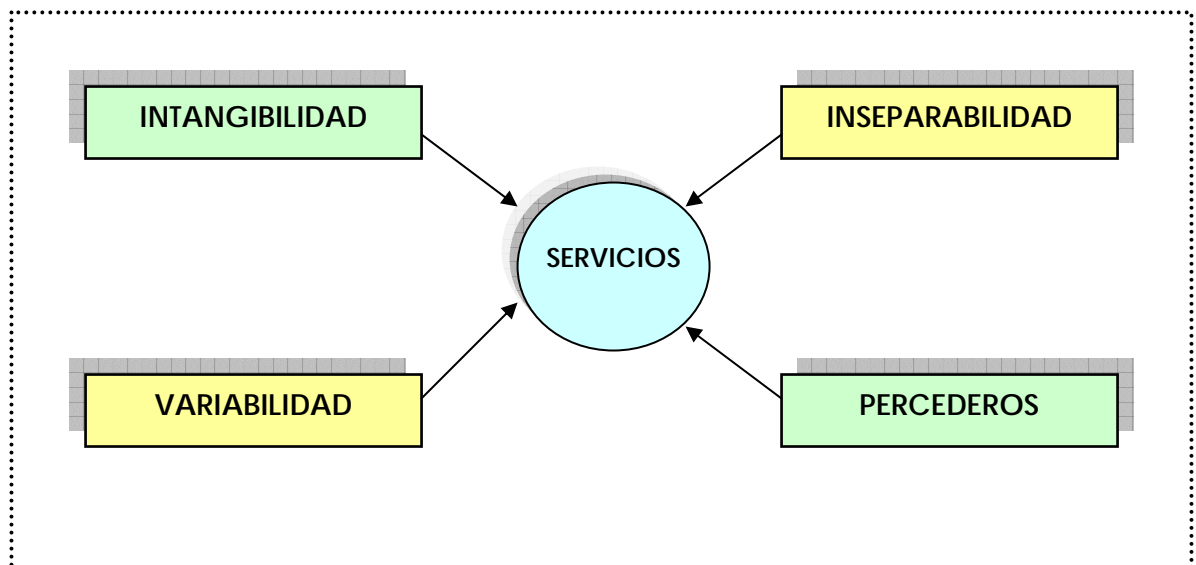 INTANGIBILIDAD
INSEPARABILIDAD
SERVICIOS
VARIABILIDAD
PERCEDEROS